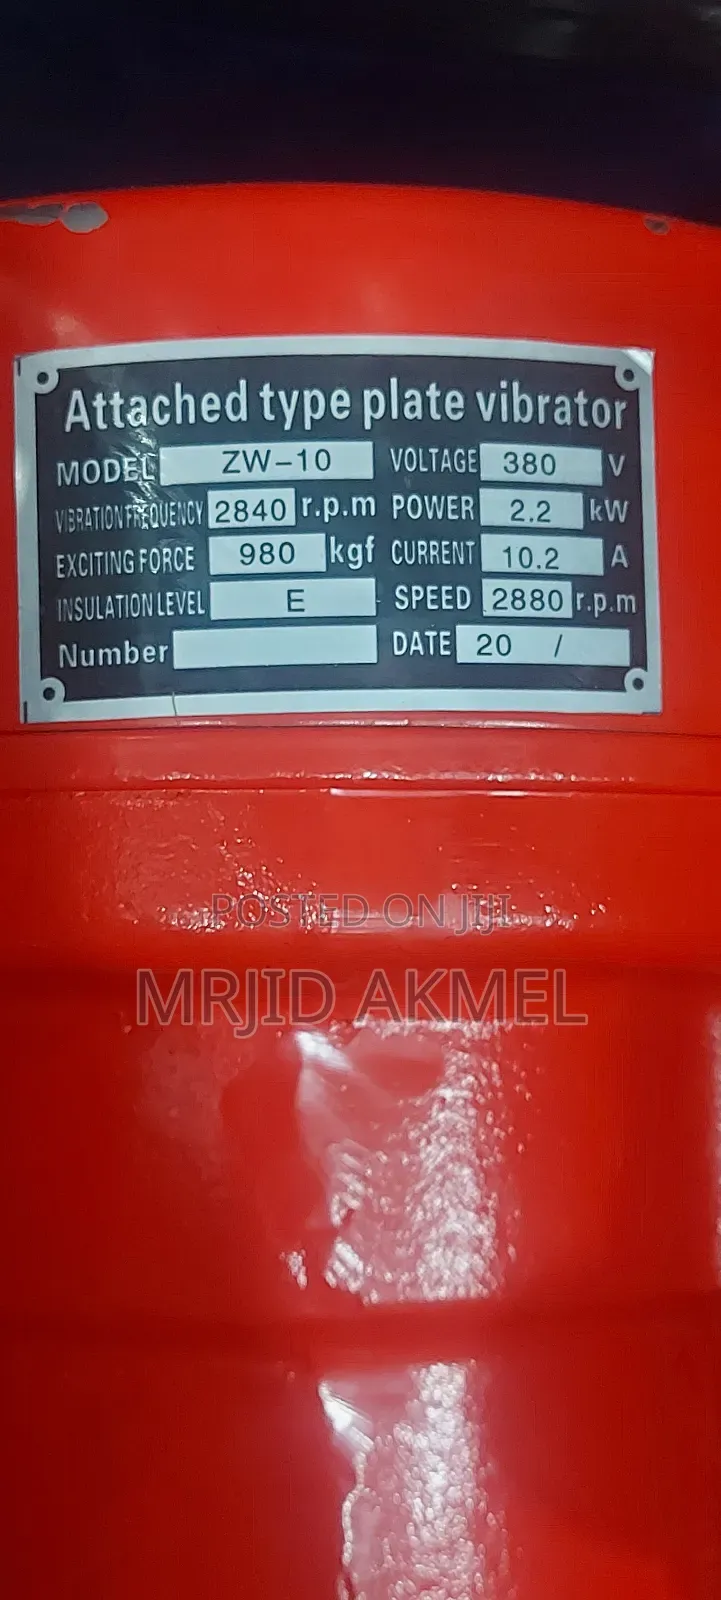 Attached type plate vibrator
MODEL ZW-10 VOLTAGE 380 V
VIBRATION FREQUENCY 2840 r.p.m POWER 2.2 kW
EXCITING FORCE 980 kgf CURRENT 10.2 A
INSULATION LEVEL E SPEED 2880 r.p.m
Number DATE 20 /
POSTED ON JIJI
MRJID AKMEL